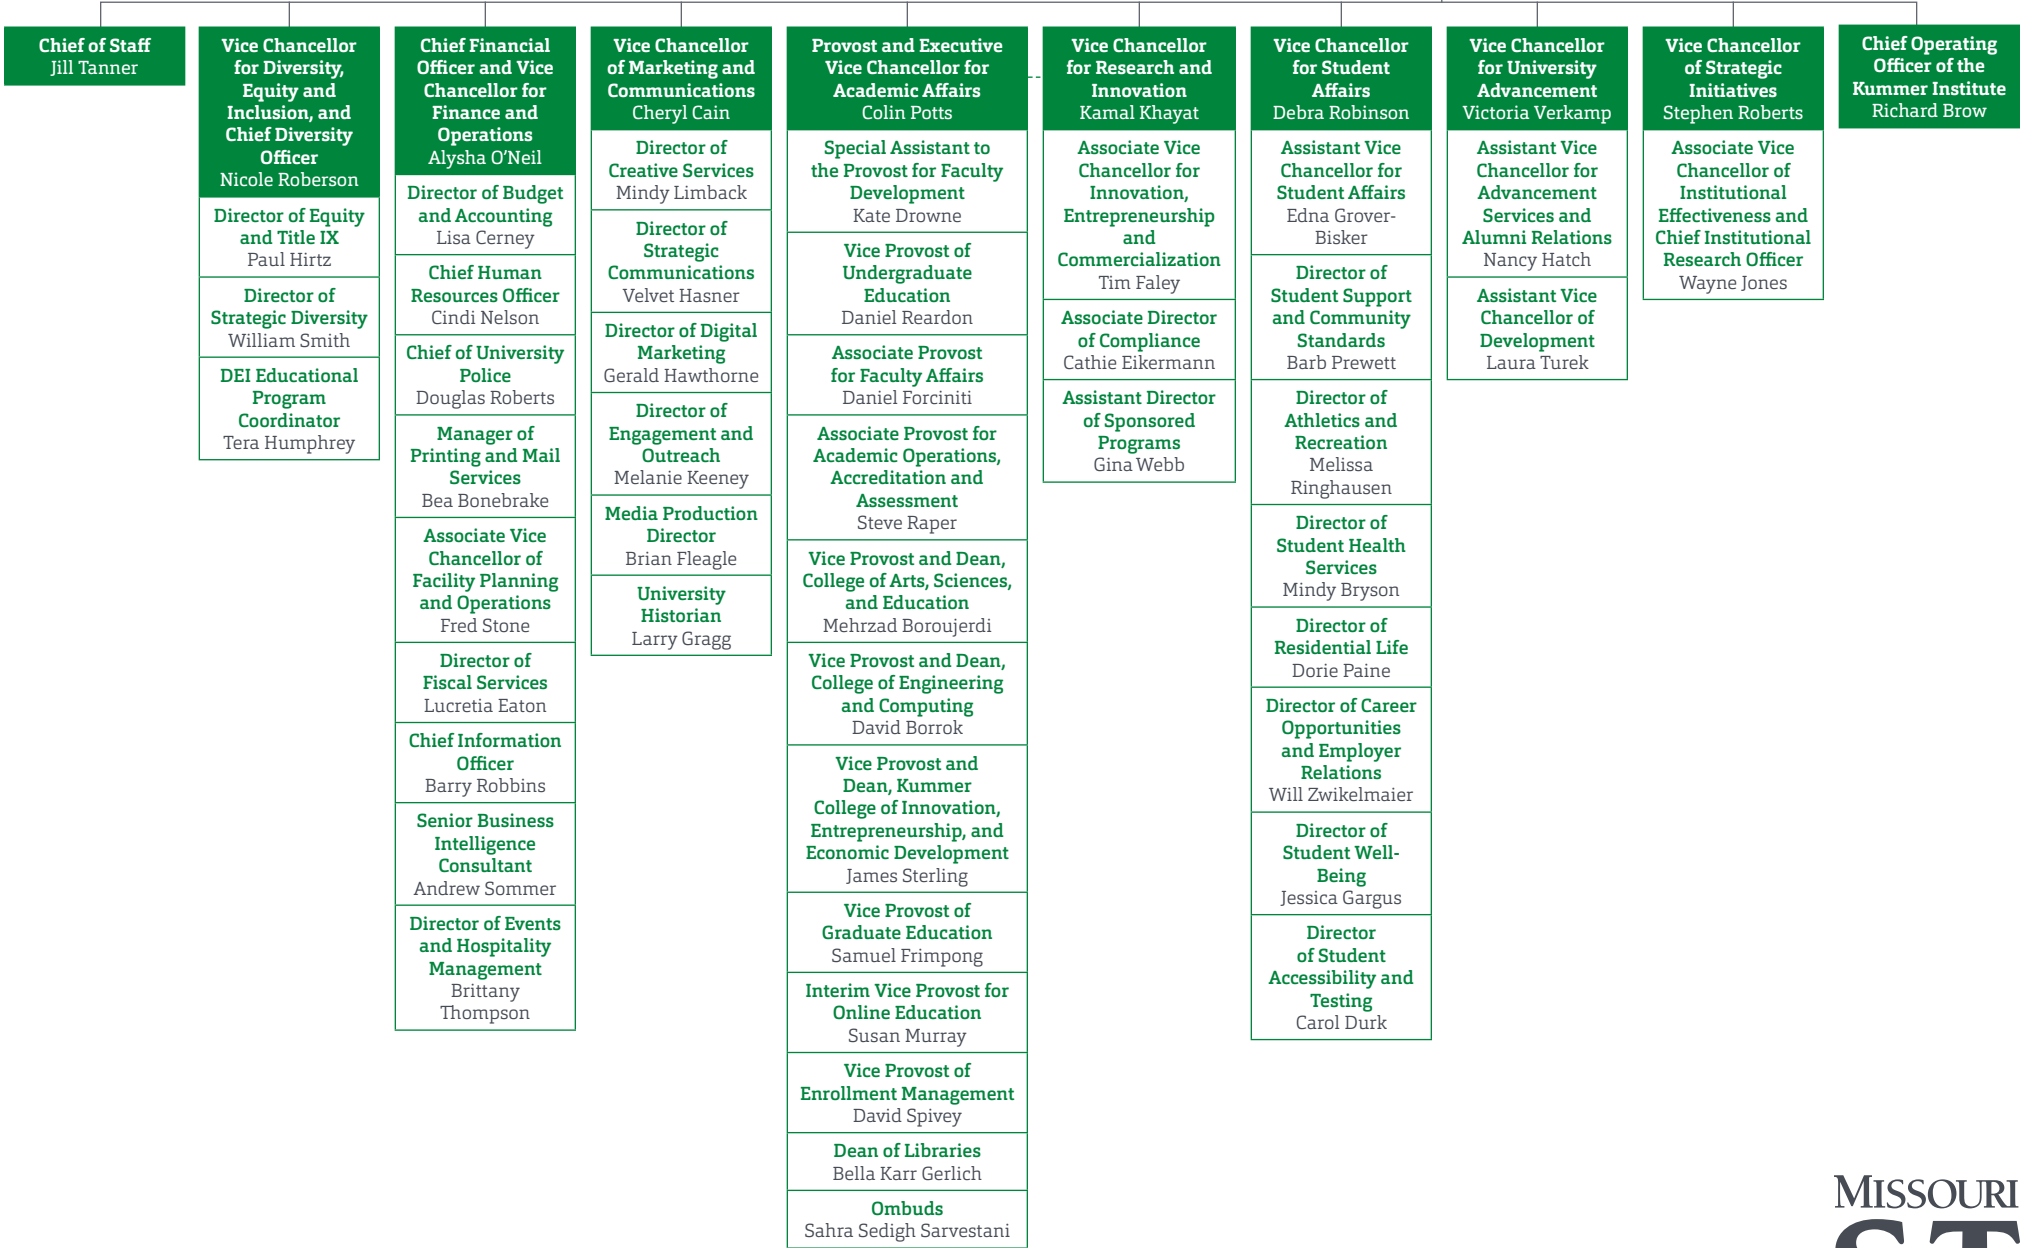 Chief of Staff
Jill Tanner
Vice Chancellor
for Diversity,
Equity and
Inclusion, and
Chief Diversity
Officer
Nicole Roberson
Director of Equity
and Title IX
Paul Hirtz
Director of
Strategic Diversity
William Smith
DEI Educational
Program
Coordinator
Tera Humphrey
Chief Financial
Officer and Vice
Chancellor for
Finance and
Operations
Alysha O’Neil
Director of Budget
and Accounting
Lisa Cerney
Chief Human
Resources Officer
Cindi Nelson
Chief of University
Police
Douglas Roberts
Manager of
Printing and Mail
Services
Bea Bonebrake
Associate Vice
Chancellor of
Facility Planning
and Operations
Fred Stone
Director of
Fiscal Services
Lucretia Eaton
Chief Information
Officer
Barry Robbins
Senior Business
Intelligence
Consultant
Andrew Sommer
Director of Events
and Hospitality
Management
Brittany
Thompson
Vice Chancellor
of Marketing and
Communications
Cheryl Cain
Director of
Creative Services
Mindy Limback
Director of
Strategic
Communications
Velvet Hasner
Director of Digital
Marketing
Gerald Hawthorne
Director of
Engagement and
Outreach
Melanie Keeney
Media Production
Director
Brian Fleagle
University
Historian
Larry Gragg
Provost and Executive
Vice Chancellor for
Academic Affairs
Colin Potts
Special Assistant to
the Provost for Faculty
Development
Kate Drowne
Vice Provost of
Undergraduate
Education
Daniel Reardon
Associate Provost
for Faculty Affairs
Daniel Forciniti
Associate Provost for
Academic Operations,
Accreditation and
Assessment
Steve Raper
Vice Provost and Dean,
College of Arts, Sciences,
and Education
Mehrzad Boroujerdi
Vice Provost and Dean,
College of Engineering
and Computing
David Borrok
Vice Provost and
Dean, Kummer
College of Innovation,
Entrepreneurship, and
Economic Development
James Sterling
Vice Provost of
Graduate Education
Samuel Frimpong
Interim Vice Provost for
Online Education
Susan Murray
Vice Provost of
Enrollment Management
David Spivey
Dean of Libraries
Bella Karr Gerlich
Ombuds
Sahra Sedigh Sarvestani
Vice Chancellor
for Research and
Innovation
Kamal Khayat
Associate Vice
Chancellor for
Innovation,
Entrepreneurship
and
Commercialization
Tim Faley
Associate Director
of Compliance
Cathie Eikermann
Assistant Director
of Sponsored
Programs
Gina Webb
Vice Chancellor
for Student
Affairs
Debra Robinson
Assistant Vice
Chancellor for
Student Affairs
Edna Grover-
Bisker
Director of
Student Support
and Community
Standards
Barb Prewett
Director of
Athletics and
Recreation
Melissa
Ringhausen
Director of
Student Health
Services
Mindy Bryson
Director of
Residential Life
Dorie Paine
Director of Career
Opportunities
and Employer
Relations
Will Zwikelmaier
Director of
Student Well-
Being
Jessica Gargus
Director
of Student
Accessibility and
Testing
Carol Durk
Vice Chancellor
for University
Advancement
Victoria Verkamp
Assistant Vice
Chancellor for
Advancement
Services and
Alumni Relations
Nancy Hatch
Assistant Vice
Chancellor of
Development
Laura Turek
Vice Chancellor
of Strategic
Initiatives
Stephen Roberts
Associate Vice
Chancellor of
Institutional
Effectiveness and
Chief Institutional
Research Officer
Wayne Jones
Chief Operating
Officer of the
Kummer Institute
Richard Brow
MISSOURI